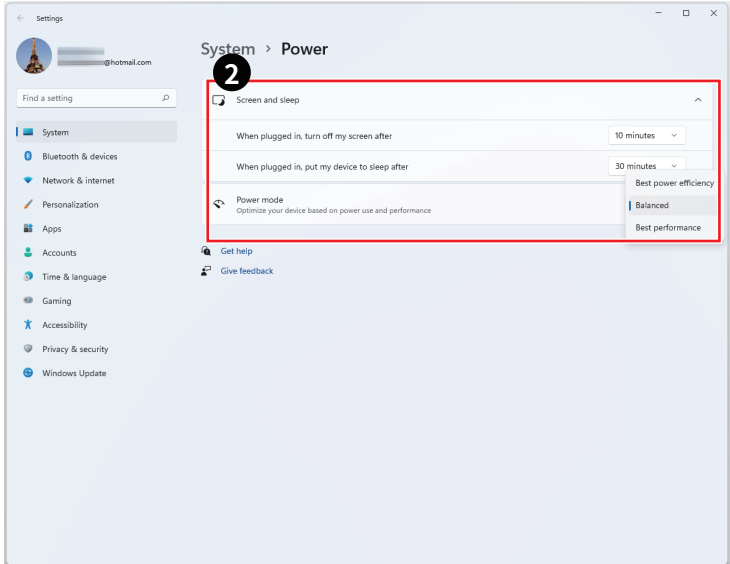 Settings
@hotmail.com
System > Power
2
Find a setting
Screen and sleep
System
When plugged in, turn off my screen after
10 minutes
Bluetooth & devices
When plugged in, put my device to sleep after
30 minutes
Network & internet
Best power efficiency
Power mode
Personalization
Balanced
Optimize your device based on power use and performance
Apps
Best performance
Accounts
Get help
Give feedback
Time & language
Gaming
Accessibility
Privacy & security
Windows Update